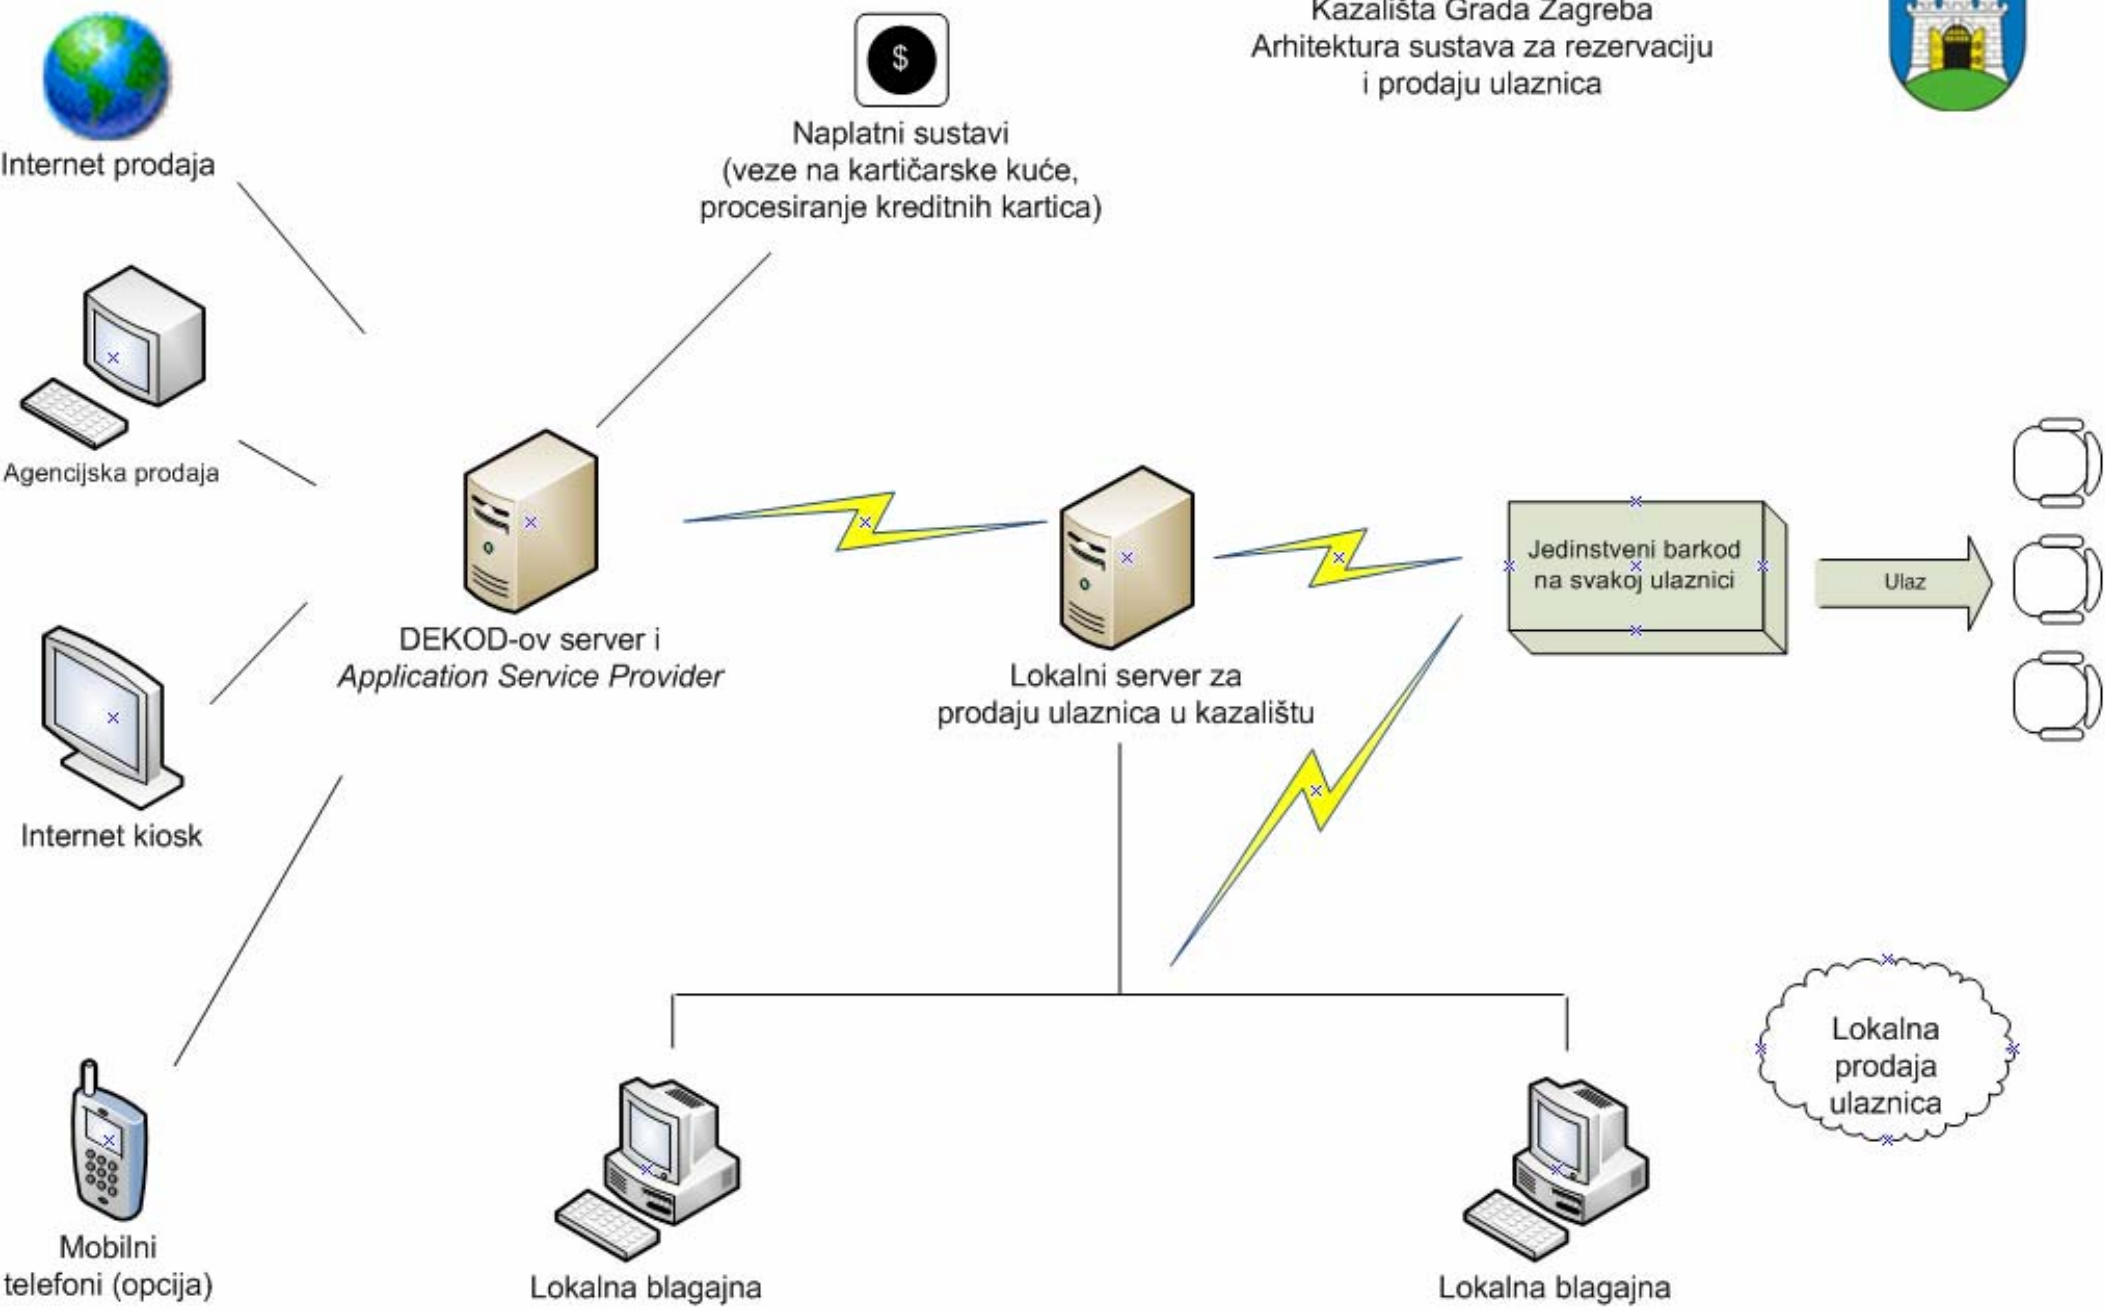 Kazališta Grada Zagreba
Arhitektura sustava za rezervaciju
i prodaju ulaznica
$
Naplatni sustavi
(veze na kartičarske kuće,
procesiranje kreditnih kartica)
Internet prodaja
Agencijska prodaja
Internet kiosk
Mobilni
telefoni (opcija)
DEKOD-ov server i
Application Service Provider
Lokalni server za
prodaju ulaznica u kazalištu
Jedinstveni barkod
na svakoj ulaznici
Ulaz
Lokalna
prodaja
ulaznica
Lokalna blagajna
Lokalna blagajna